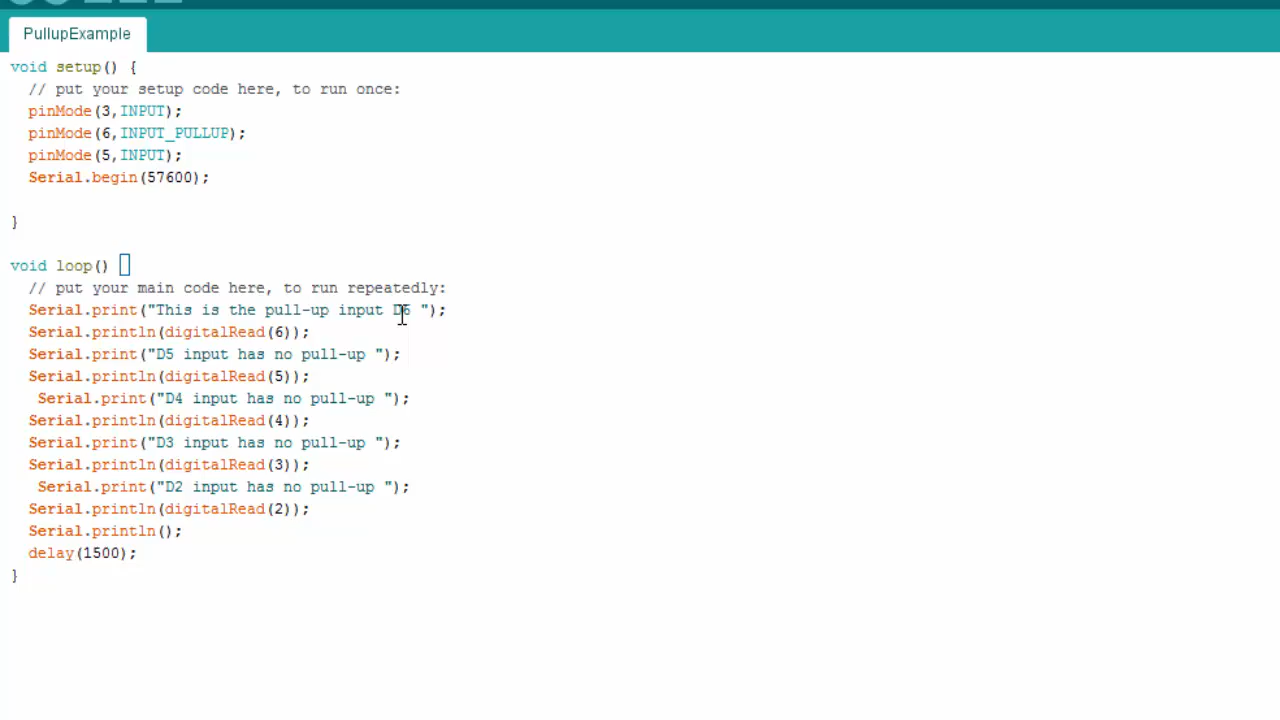 PullupExample
void setup() {
// put your setup code here, to run once:
pinMode(3,INPUT);
pinMode(6,INPUT_PULLUP);
pinMode(5,INPUT);
Serial.begin(57600);
}
void loop()
// put your main code here, to run repeatedly:
Serial.print("This is the pull-up input D6 ");
Serial.println(digitalRead(6));
Serial.print("D5 input has no pull-up ");
Serial.println(digitalRead(5));
Serial.print("D4 input has no pull-up ");
Serial.println(digitalRead(4));
Serial.print("D3 input has no pull-up ");
Serial.println(digitalRead(3));
Serial.print("D2 input has no pull-up ");
Serial.println(digitalRead(2));
Serial.println();
delay(1500);
}